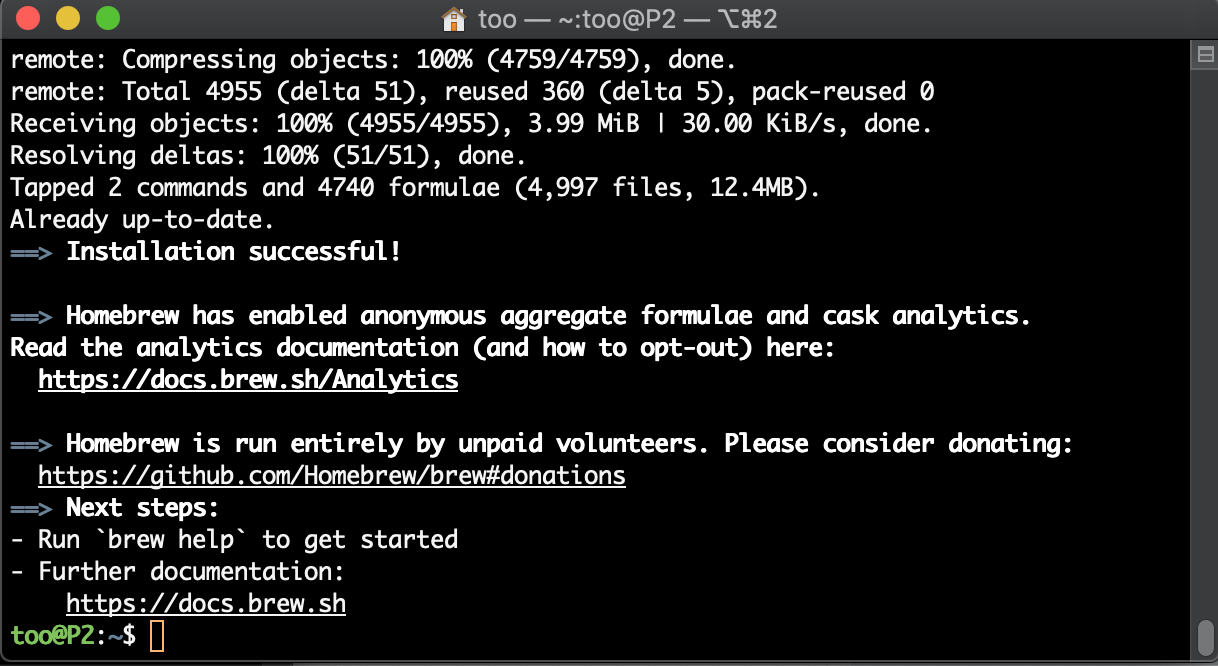 too — ~:too@P2 — ⌥⌘2
remote: Compressing objects: 100% (4759/4759), done.
remote: Total 4955 (delta 51), reused 360 (delta 5), pack-reused 0
Receiving objects: 100% (4955/4955), 3.99 MiB | 30.00 KiB/s, done.
Resolving deltas: 100% (51/51), done.
Tapped 2 commands and 4740 formulae (4,997 files, 12.4MB).
Already up-to-date.
==> Installation successful!

==> Homebrew has enabled anonymous aggregate formulae and cask analytics.
Read the analytics documentation (and how to opt-out) here:
  https://docs.brew.sh/Analytics

==> Homebrew is run entirely by unpaid volunteers. Please consider donating:
  https://github.com/Homebrew/brew#donations
==> Next steps:
- Run `brew help` to get started
- Further documentation:
    https://docs.brew.sh
too@P2:~$